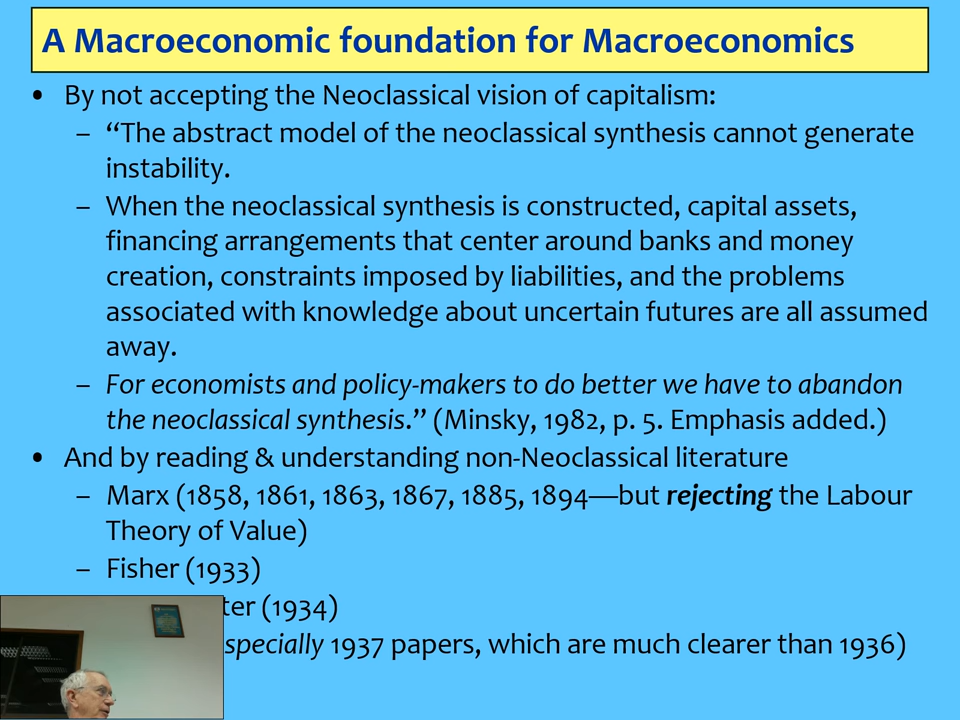 A Macroeconomic foundation for Macroeconomics
• By not accepting the Neoclassical vision of capitalism:
– “The abstract model of the neoclassical synthesis cannot generate
instability.
– When the neoclassical synthesis is constructed, capital assets,
financing arrangements that center around banks and money
creation, constraints imposed by liabilities, and the problems
associated with knowledge about uncertain futures are all assumed
away.
– For economists and policy-makers to do better we have to abandon
the neoclassical synthesis.” (Minsky, 1982, p. 5. Emphasis added.)
• And by reading & understanding non-Neoclassical literature
– Marx (1858, 1861, 1863, 1867, 1885, 1894—but rejecting the Labour
Theory of Value)
– Fisher (1933)
ter (1934)
specially 1937 papers, which are much clearer than 1936)